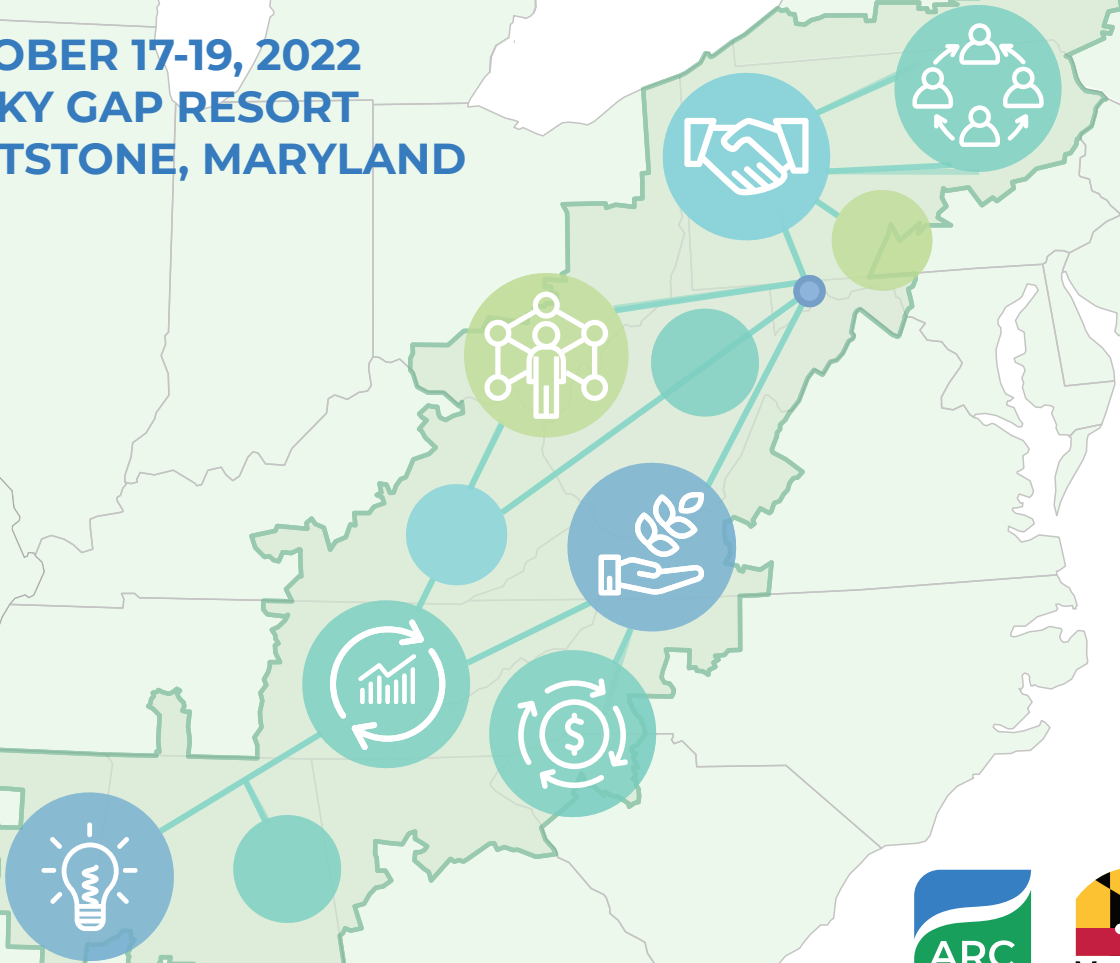 OBER 17-19, 2022
KY GAP RESORT
TSTONE, MARYLAND
$
ARC